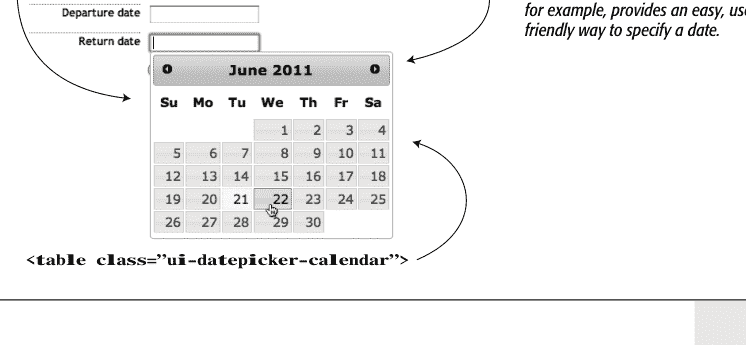 Departure date
for example, provides an easy,
friendly way to specify a date.
Return date
June 2011
Su Mo Tu We Th Fr Sa
1 2 3 4
5 6 7 8 9 10 11
12 13 14 15 16 17 18
19 20 21 22 23 24 25
26 27 28 29 30
<table class="ui-datepicker-calendar">